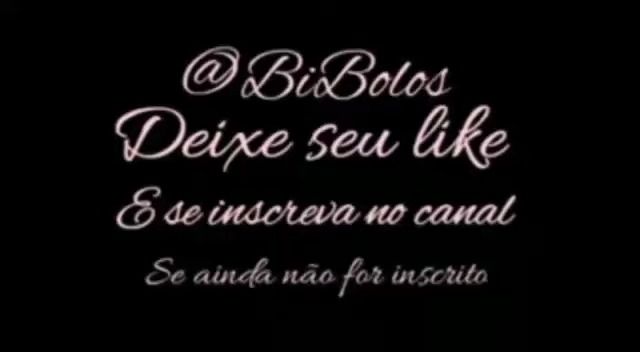 @BiBolos
Deixe seu like
E se inscreva no canal
Se ainda não for inscrito